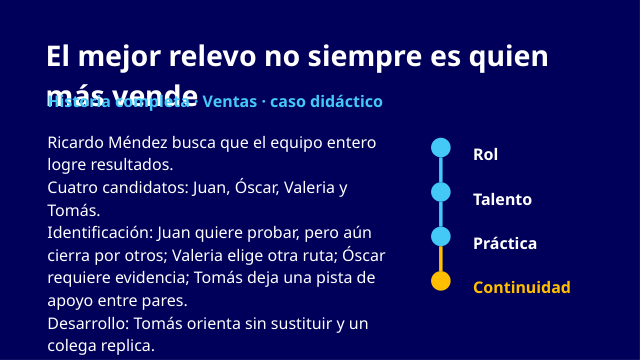 El mejor relevo no siempre es quien
más vende
Historia completa · Ventas · caso didáctico
Ricardo Méndez busca que el equipo entero
logre resultados.
Cuatro candidatos: Juan, Óscar, Valeria y
Tomás.
Identificación: Juan quiere probar, pero aún
cierra por otros; Valeria elige otra ruta; Óscar
requiere evidencia; Tomás deja una pista de
apoyo entre pares.
Desarrollo: Tomás orienta sin sustituir y un
colega replica.
Rol
Talento
Práctica
Continuidad